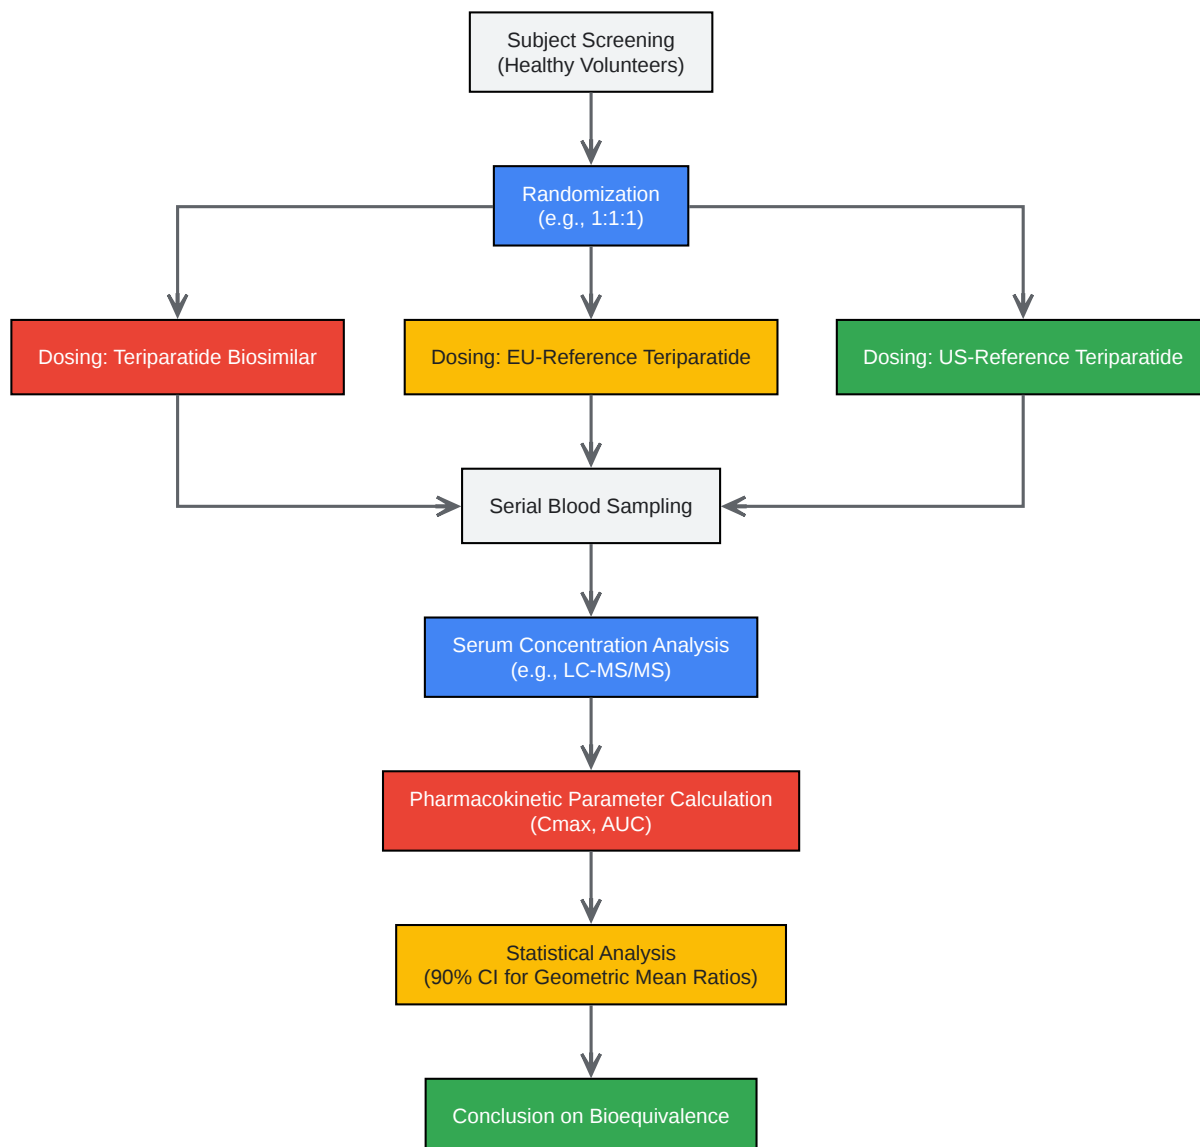 Subject Screening
(Healthy Volunteers)
Randomization
(e.g., 1:1:1)
Dosing: Teriparatide Biosimilar
Dosing: EU-Reference Teriparatide
Dosing: US-Reference Teriparatide
Serial Blood Sampling
Serum Concentration Analysis
(e.g., LC-MS/MS)
Pharmacokinetic Parameter Calculation
(Cmax, AUC)
Statistical Analysis
(90% CI for Geometric Mean Ratios)
Conclusion on Bioequivalence